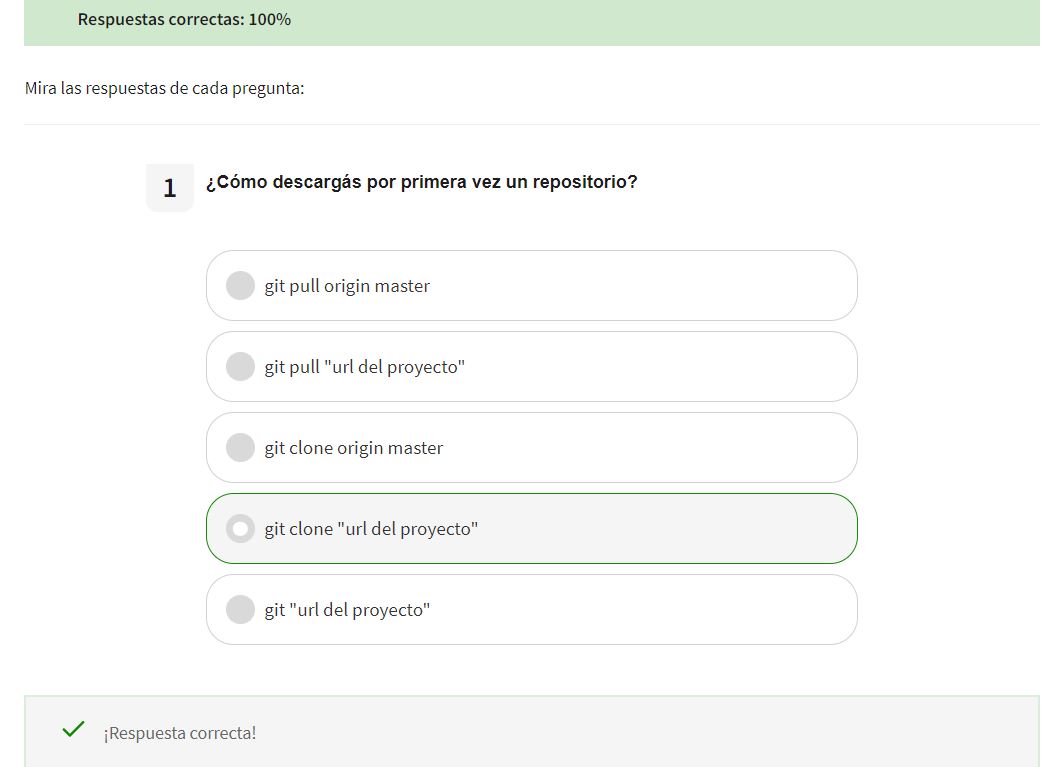 Respuestas correctas: 100%
Mira las respuestas de cada pregunta:
1 ¿Cómo descargás por primera vez un repositorio?
git pull origin master
git pull "url del proyecto"
git clone origin master
git clone "url del proyecto"
git "url del proyecto"
¡Respuesta correcta!